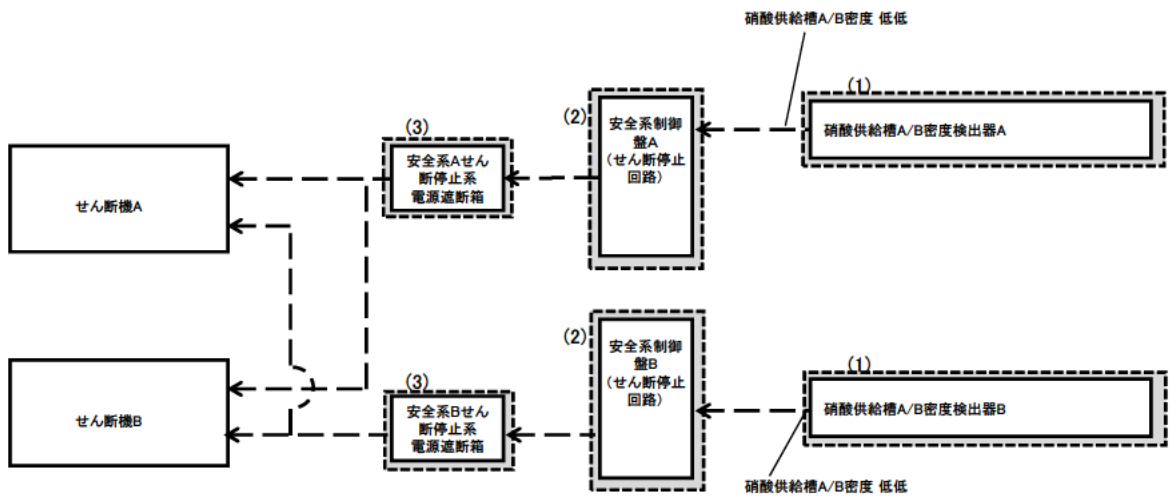 硝酸供給槽A/B密度 低低
(1)
硝酸供給槽A/B密度検出器A
(2)
安全系制御
盤A
(せん断停止
回路)
(3)
安全系Aせん
断停止系
電源遮断箱
せん断機A
(2)
安全系制御
盤B
(せん断停止
回路)
(1)
硝酸供給槽A/B密度検出器B
(3)
安全系Bせん
断停止系
電源遮断箱
せん断機B
硝酸供給槽A/B密度 低低